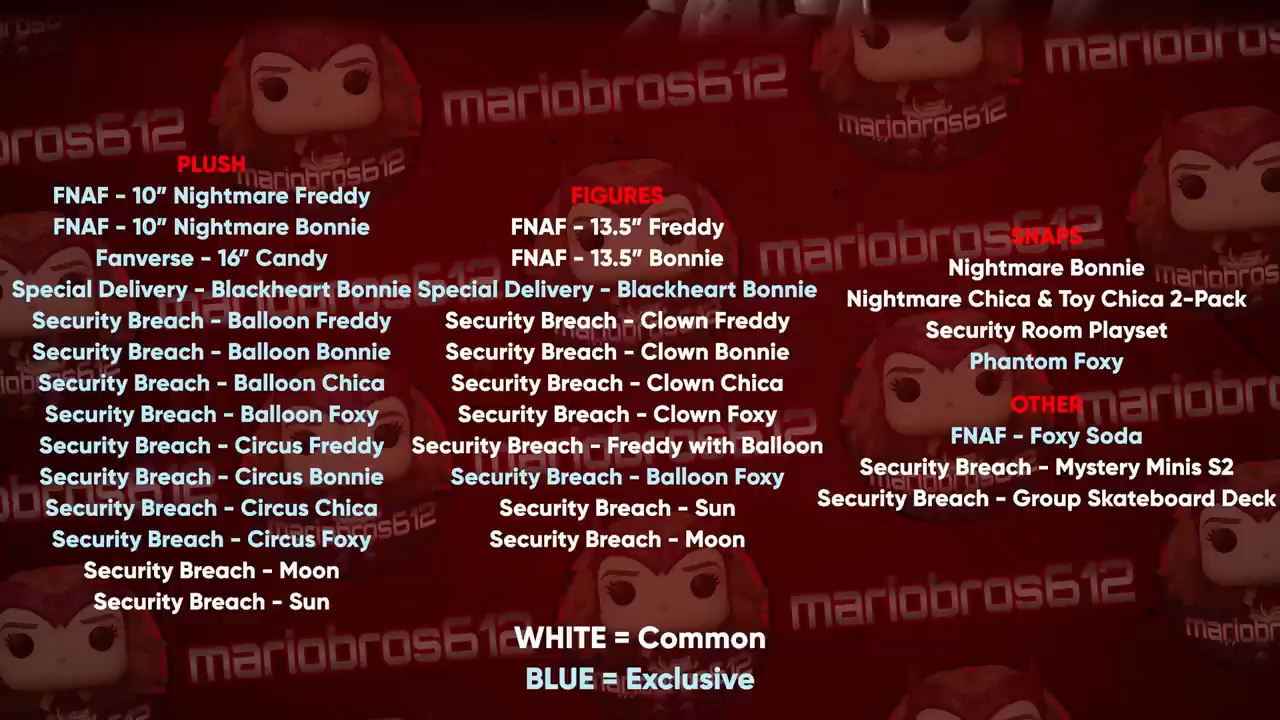 PLUSH
FNAF - 10” Nightmare Freddy
FNAF - 10” Nightmare Bonnie
Fanverse - 16” Candy
Special Delivery - Blackheart Bonnie
Security Breach - Balloon Freddy
Security Breach - Balloon Bonnie
Security Breach - Balloon Chica
Security Breach - Balloon Foxy
Security Breach - Circus Freddy
Security Breach - Circus Bonnie
Security Breach - Circus Chica
Security Breach - Circus Foxy
Security Breach - Moon
Security Breach - Sun
FIGURES
FNAF - 13.5” Freddy
FNAF - 13.5” Bonnie
Special Delivery - Blackheart Bonnie
Security Breach - Clown Freddy
Security Breach - Clown Bonnie
Security Breach - Clown Chica
Security Breach - Clown Foxy
Security Breach - Freddy with Balloon
Security Breach - Balloon Foxy
Security Breach - Sun
Security Breach - Moon
SNAPS
Nightmare Bonnie
Nightmare Chica & Toy Chica 2-Pack
Security Room Playset
Phantom Foxy
OTHER
FNAF - Foxy Soda
Security Breach - Mystery Minis S2
Security Breach - Group Skateboard Deck
WHITE = Common
BLUE = Exclusive
mariobros612
mariobros612
mariobros612
mariobros612
mariobros612
mariobros612